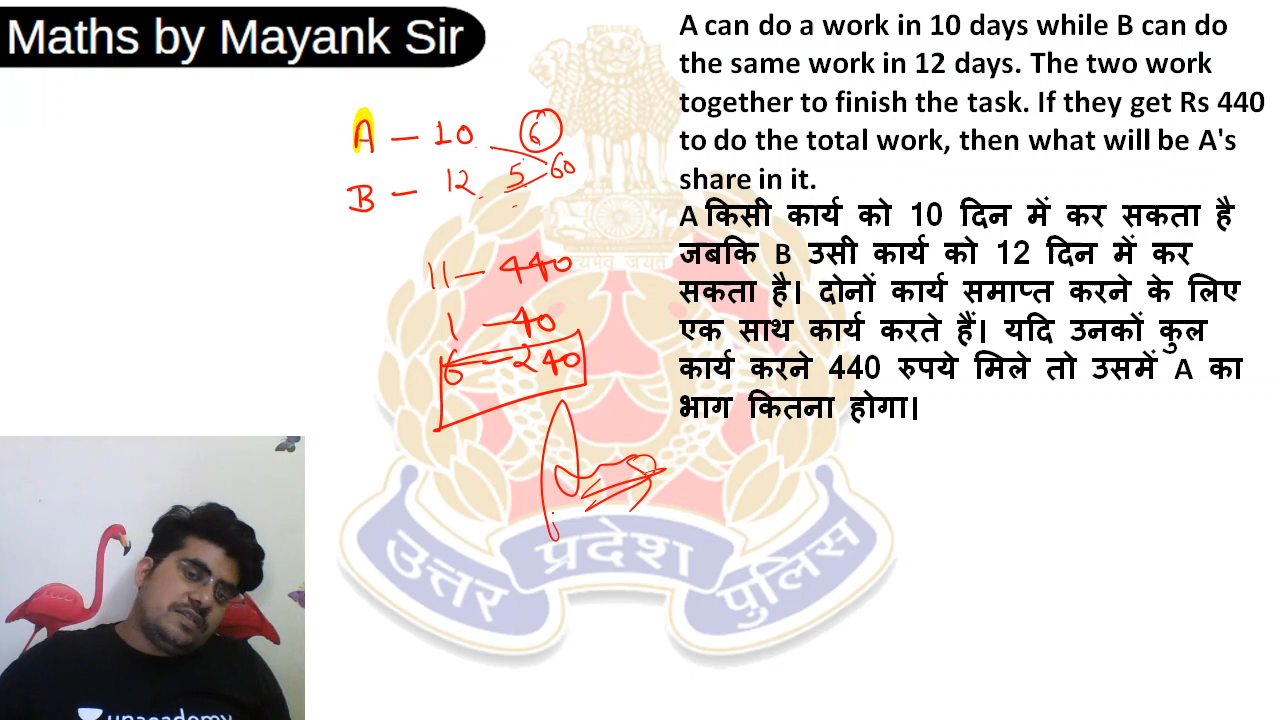 Maths by Mayank Sir
A can do a work in 10 days while B can do
the same work in 12 days. The two work
together to finish the task. If they get Rs 440
to do the total work, then what will be A's
share in it.
A किसी कार्य को 10 दिन में कर सकता है
जबकि B उसी कार्य को 12 दिन में कर
सकता है। दोनों कार्य समाप्त करने के लिए
एक साथ कार्य करते हैं। यदि उनकों कुल
कार्य करने 440 रुपये मिले तो उसमें A का
भाग कितना होगा।
A — 10 6
60
B — 12 5
11 — 440
1 — 40
6 — 240
सत्यमेव जयते
उत्तर प्रदेश पुलिस
unacademy